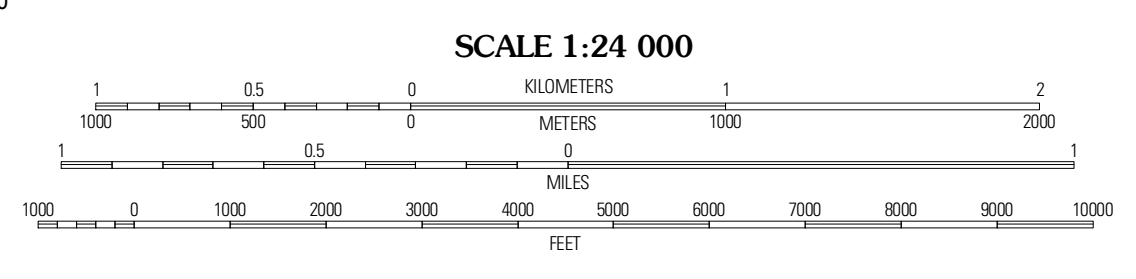 SCALE 1:24 000
1 0.5 0 KILOMETERS 1 2
1000 500 0 METERS 1000 2000
1 0.5 0 1
MILES
1000 0 1000 2000 3000 4000 5000 6000 7000 8000 9000 10000
FEET